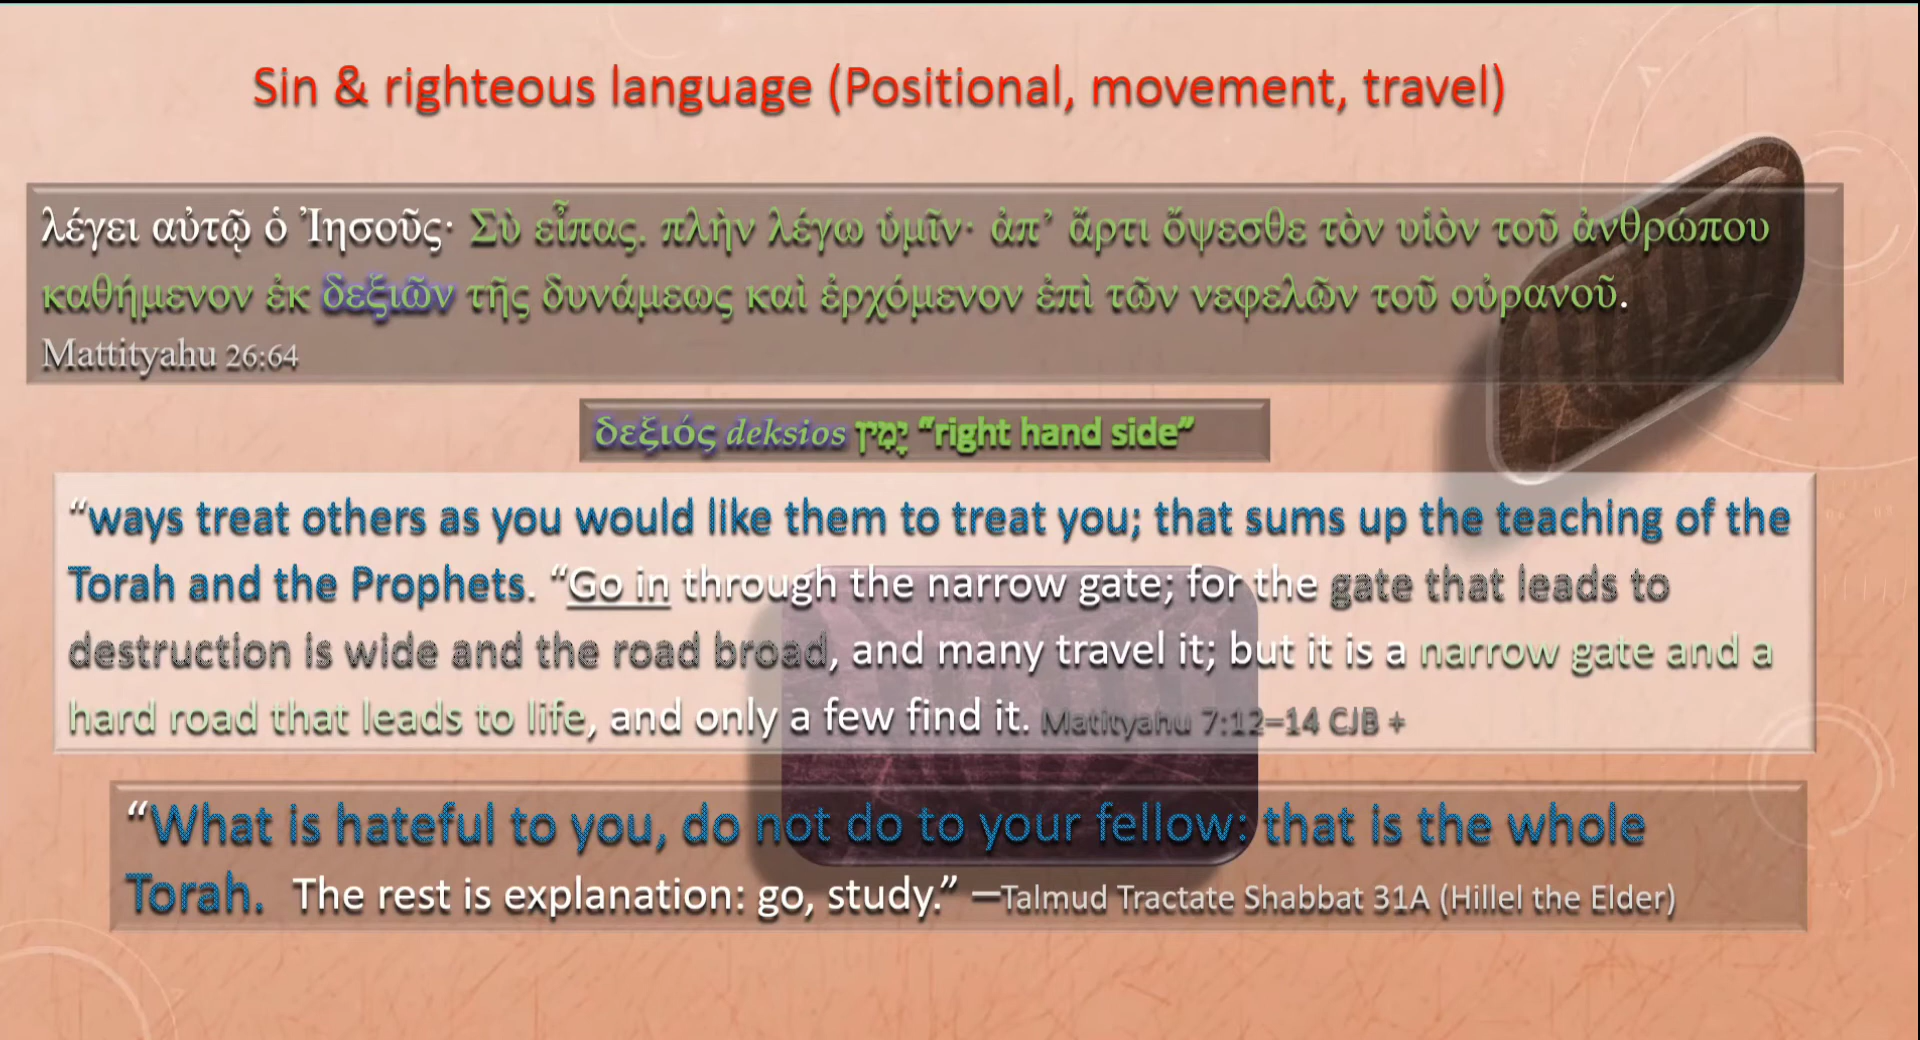 Sin & righteous language (Positional, movement, travel)
λέγει αὐτῷ ὁ Ἰησοῦς· Σὺ εἶπας. πλὴν λέγω ὑμῖν· ἀπ’ ἄρτι ὄψεσθε τὸν υἱὸν τοῦ ἀνθρώπου
καθήμενον ἐκ δεξιῶν τῆς δυνάμεως καὶ ἐρχόμενον ἐπὶ τῶν νεφελῶν τοῦ οὐρανοῦ.
Mattityahu 26:64
δεξιός deksios יָמִין “right hand side”
“ways treat others as you would like them to treat you; that sums up the teaching of the
Torah and the Prophets. “Go in through the narrow gate; for the gate that leads to
destruction is wide and the road broad, and many travel it; but it is a narrow gate and a
hard road that leads to life, and only a few find it. Matityahu 7:12–14 CJB +
“What is hateful to you, do not do to your fellow: that is the whole
Torah. The rest is explanation: go, study.” —Talmud Tractate Shabbat 31A (Hillel the Elder)